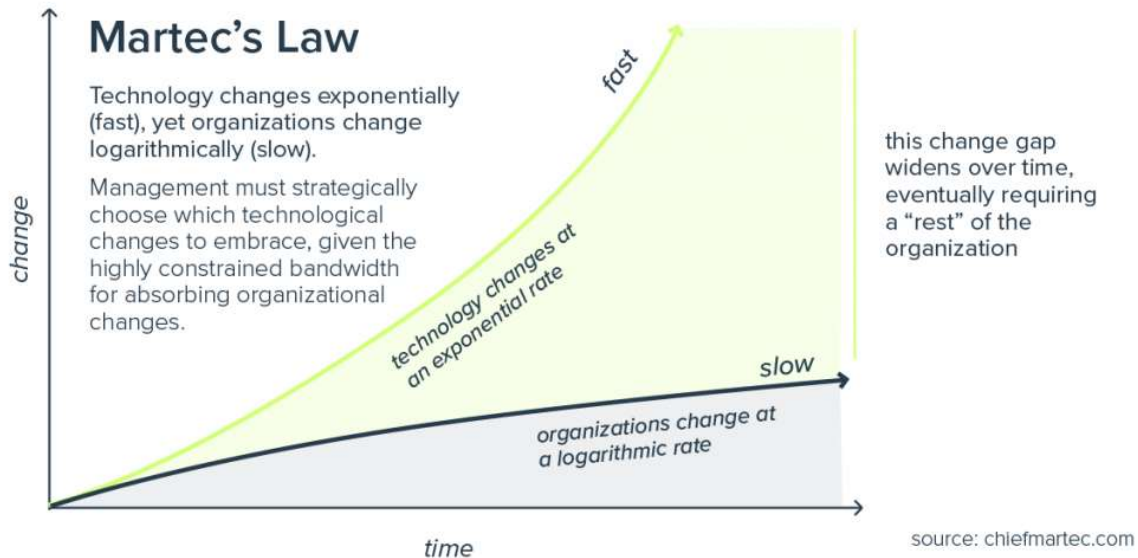 Martec's Law
Technology changes exponentially
(fast), yet organizations change
logarithmically (slow).
Management must strategically
choose which technological
changes to embrace, given the
highly constrained bandwidth
for absorbing organizational
changes.
change
fast
technology changes at
an exponential rate
slow
organizations change at
a logarithmic rate
this change gap
widens over time,
eventually requiring
a “rest” of the
organization
time
source: chiefmartec.com